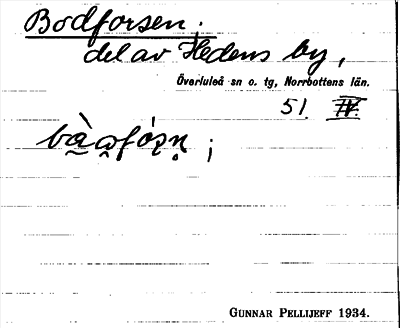 Bodforsen;
del av Hedens by,
Överluleå sn o. tg, Norrbottens län.
51. IV.
GUNNAR PELLIJEFF 1934.